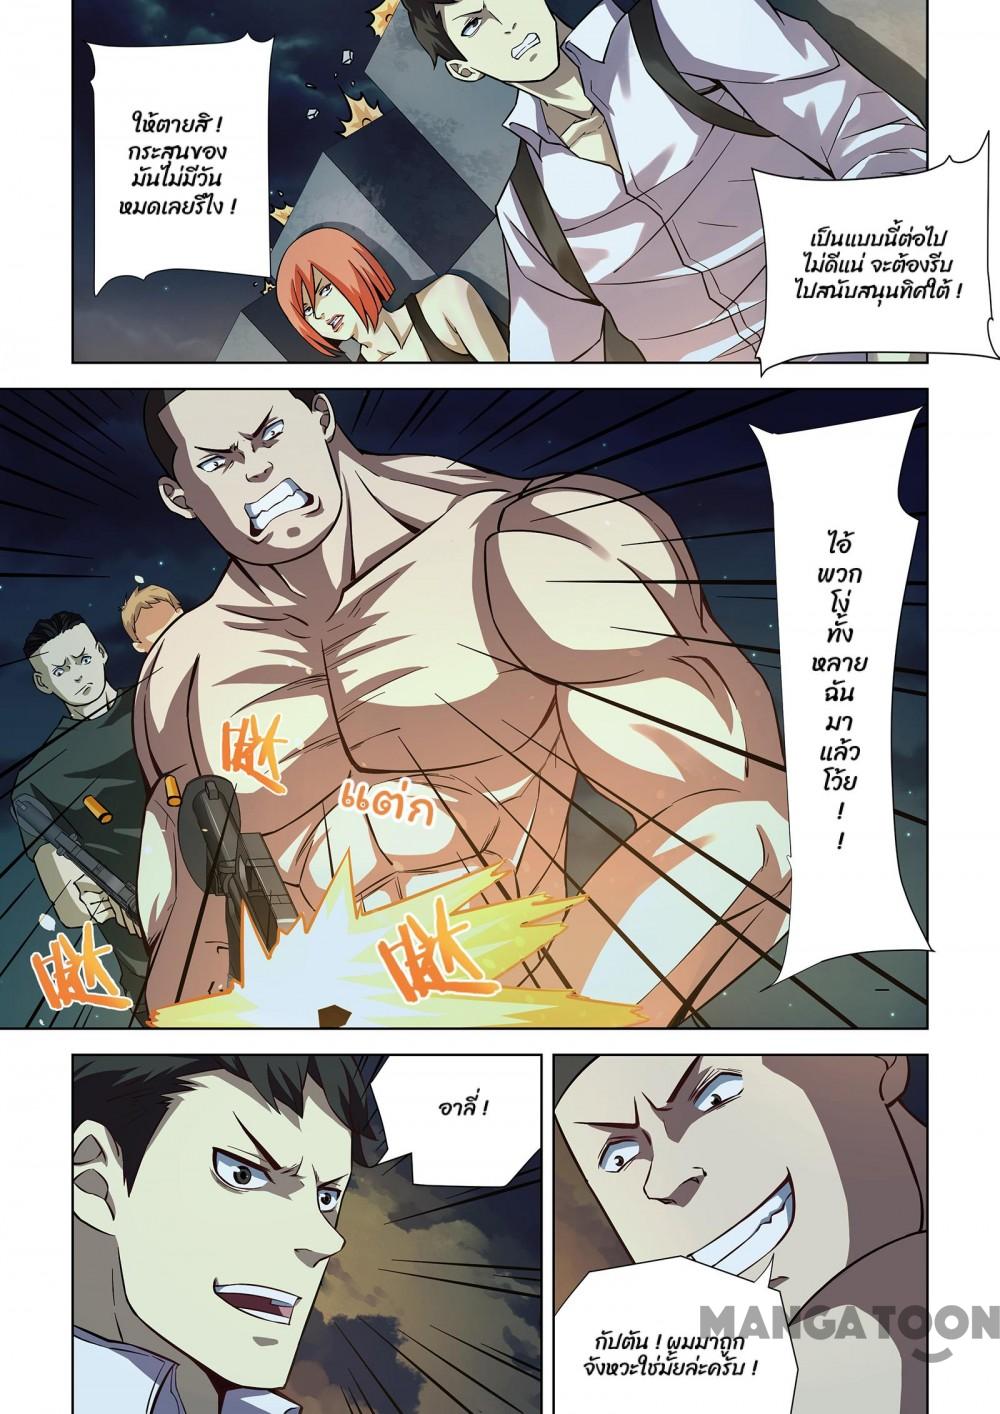 ให้ตายสิ !
กระสุนของ
มันไม่มีวัน
หมดเลยรึไง !
เป็นแบบนี้ต่อไป
ไม่ดีแน่ จะต้องรีบ
ไปสนับสนุนทิศใต้ !
ไอ้
พวก
โง่
ทั้ง
หลาย
ฉัน
มา
แล้ว
โว้ย
!
!
แต่ก
อาลี่ !
กัปตัน ! ผมมาถูก
จังหวะใช่มั้ยล่ะครับ !
MANGATOON